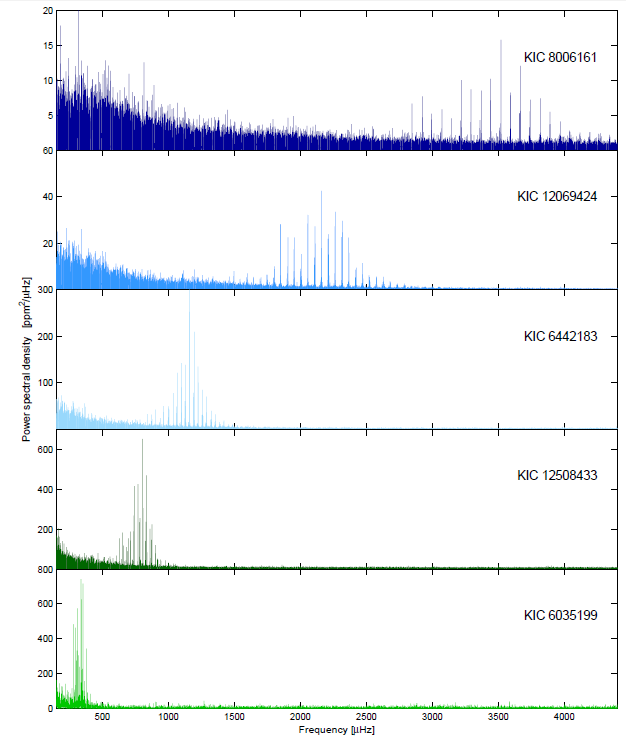 20
15
10
5
60
KIC 8006161
40
20
300
KIC 12069424
200
100
KIC 6442183
600
400
200
800
KIC 12508433
600
400
200
0
KIC 6035199
Power spectral density [ppm²/μHz]
500 1000 1500 2000 2500 3000 3500 4000
Frequency [μHz]